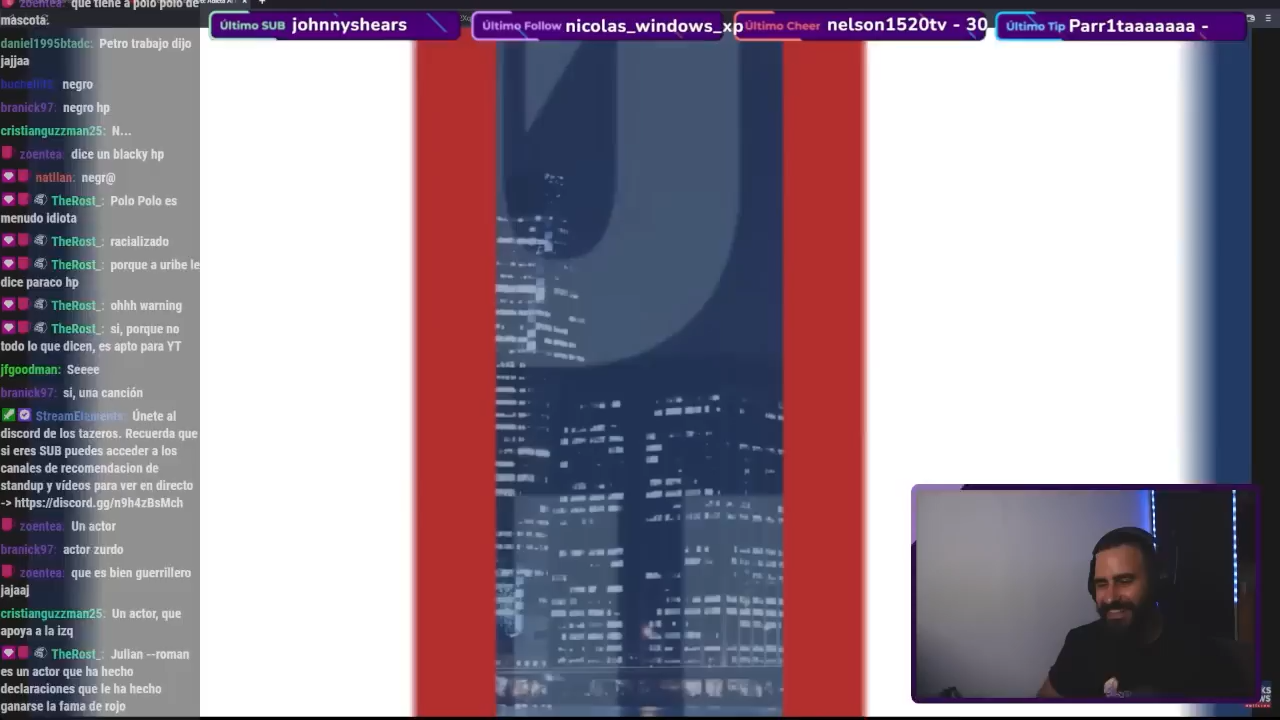 Último SUB johnnyshears
Último Follow nicolas_windows_xp
Último Cheer nelson1520tv - 30
Último Tip Parr1taaaaaaa -
zoentea: que tiene a polo polo de
máscota.
daniel1995btadc: Petro trabajo dijo
jajjaa
negro
branick97: negro hp
cristianguzzman25: N...
zoentea: dice un blacky hp
natllan: negr@
TheRost_: Polo Polo es
menudo idiota
TheRost_: racializado
TheRost_: porque a uribe le
dice paraco hp
TheRost_: ohhh warning
TheRost_: si, porque no
todo lo que dicen, es apto para YT
jfgoodman: Seeee
branick97: si, una canción
StreamElements: Únete al
discord de los tazeros. Recuerda que
si eres SUB puedes acceder a los
canales de recomendacion de
standup y vídeos para ver en directo
-> https://discord.gg/n9h4zBsMch
zoentea: Un actor
branick97: actor zurdo
zoentea: que es bien guerrillero
jajaaj
cristianguzzman25: Un actor, que
apoya a la izq
TheRost_: Julian --roman
es un actor que ha hecho
declaraciones que le ha hecho
ganarse la fama de rojo